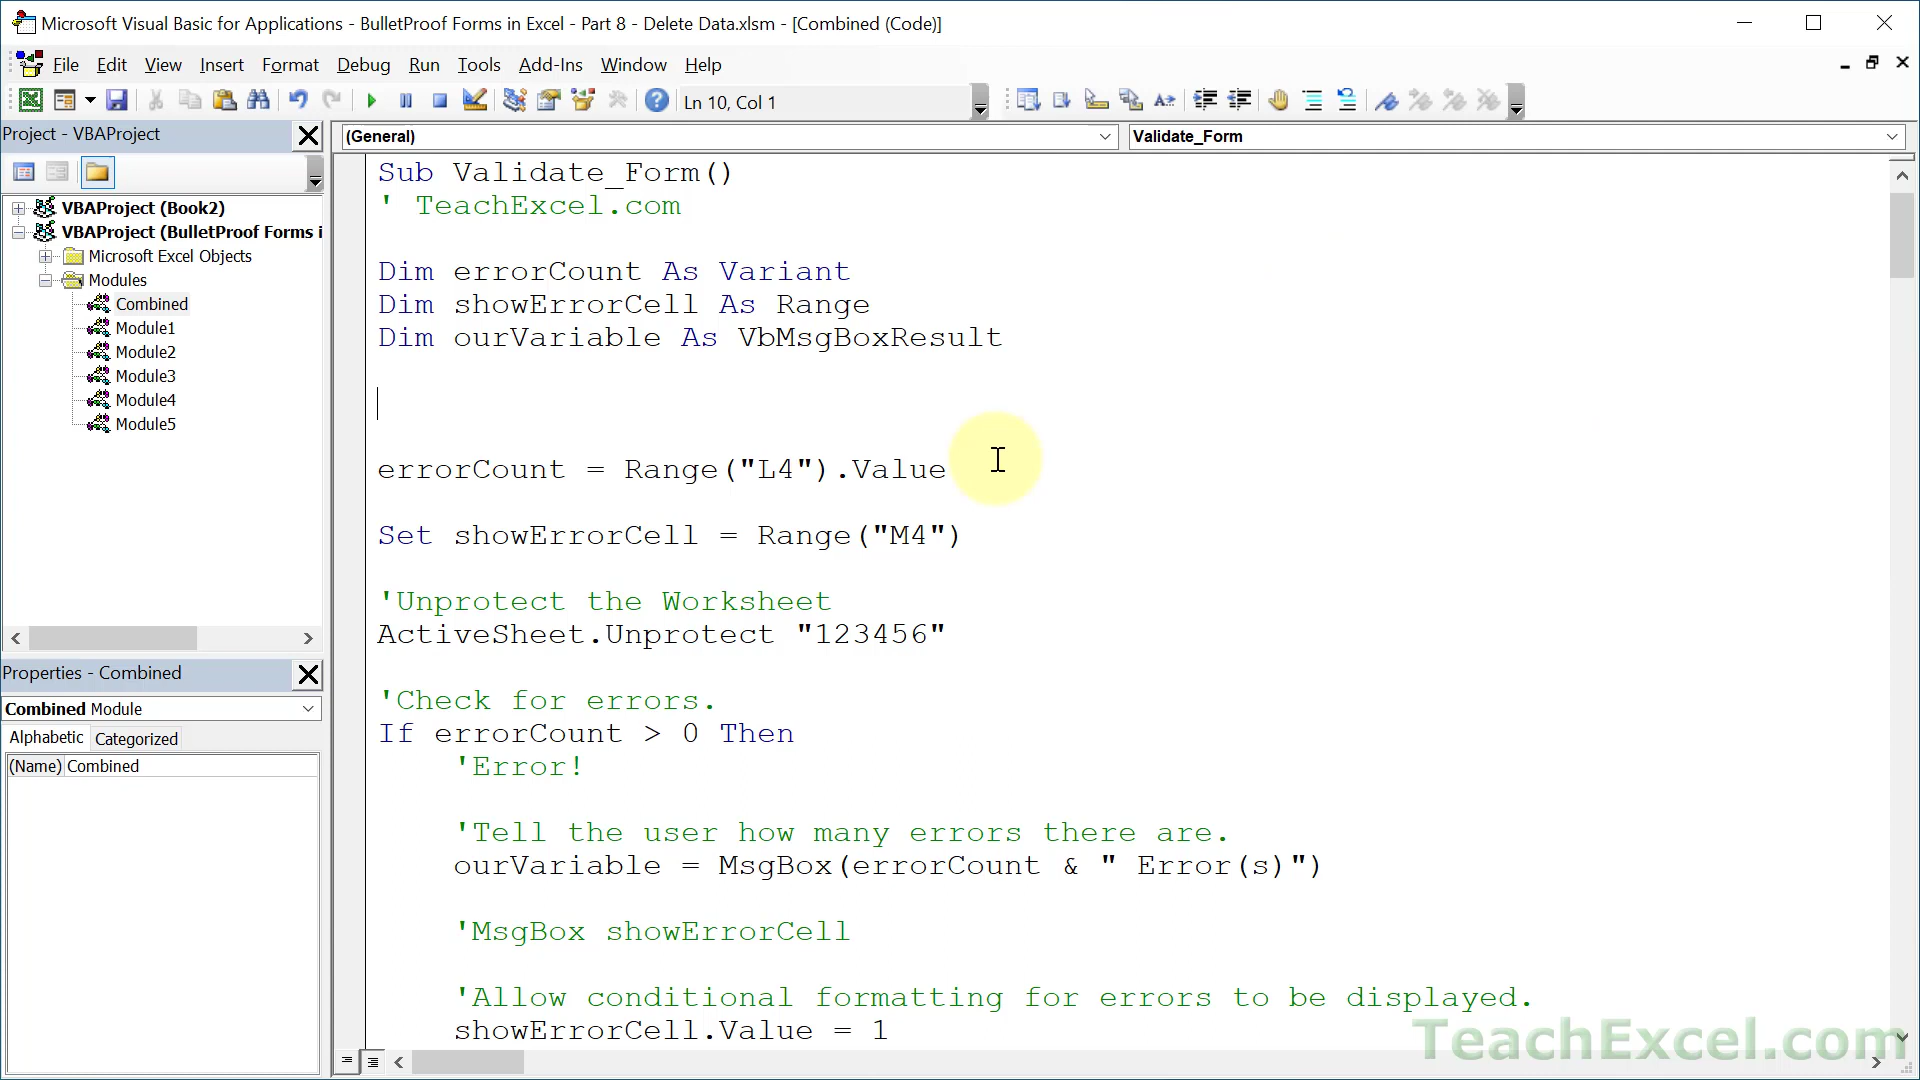 Microsoft Visual Basic for Applications - BulletProof Forms in Excel - Part 8 - Delete Data.xlsm - [Combined (Code)]
File Edit View Insert Format Debug Run Tools Add-Ins Window Help
Ln 10, Col 1
Project - VBAProject
(General)
Validate_Form
VBAProject (Book2)
VBAProject (BulletProof Forms i
Microsoft Excel Objects
Modules
Combined
Module1
Module2
Module3
Module4
Module5
Properties - Combined
Combined Module
Alphabetic Categorized
(Name) Combined
Sub Validate_Form()
' TeachExcel.com
Dim errorCount As Variant
Dim showErrorCell As Range
Dim ourVariable As VbMsgBoxResult
errorCount = Range("L4").Value
Set showErrorCell = Range("M4")
'Unprotect the Worksheet
ActiveSheet.Unprotect "123456"
'Check for errors.
If errorCount > 0 Then
'Error!
'Tell the user how many errors there are.
ourVariable = MsgBox(errorCount & " Error(s)")
'MsgBox showErrorCell
'Allow conditional formatting for errors to be displayed.
showErrorCell.Value = 1
TeachExcel.com